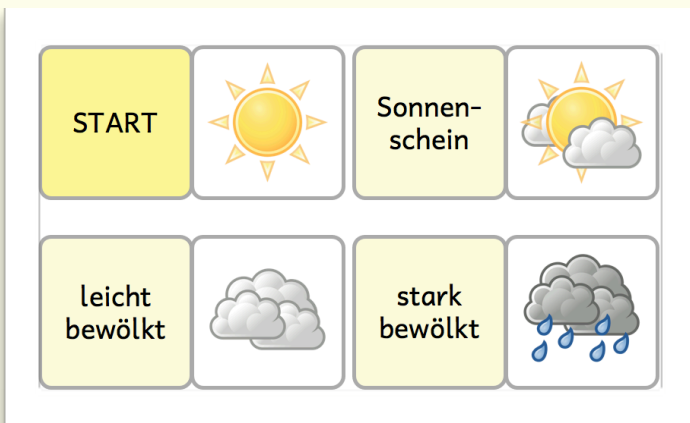 START
Sonnen-
schein
leicht
bewölkt
stark
bewölkt